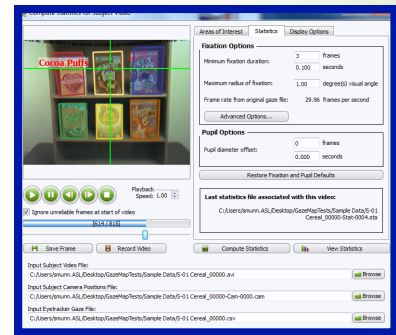 Compute Statistics for Subject Video
Areas of Interest Statistics Display Options
Cocoa Puffs
Fixation Options
Minimum fixation duration:
3 frames
0.100 seconds
Maximum radius of fixation: 1.00 degree(s) visual angle
Frame rate from original gaze file: 29.96 frames per second
Advanced Options...
Pupil Options
Pupil diameter offset:
0 frames
0.000 seconds
Restore Fixation and Pupil Defaults
Playback
Speed: 1.00
Ignore unreliable frames at start of video
[614 / 815]
Last statistics file associated with this video:
C:/Users/smunn.ASL/Desktop/GazeMapTests/Sample Data/S-01
Cereal_00000-Stat-0004.sta
Save Frame Record Video Compute Statistics View Statistics
Input Subject Video File:
C:/Users/smunn.ASL/Desktop/GazeMapTests/Sample Data/S-01 Cereal_00000.avi Browse
Input Subject Camera Positions File:
C:/Users/smunn.ASL/Desktop/GazeMapTests/Sample Data/S-01 Cereal_00000-Cam-0000.cam Browse
Input Eyetracker Gaze File:
C:/Users/smunn.ASL/Desktop/GazeMapTests/Sample Data/S-01 Cereal_00000.csv Browse